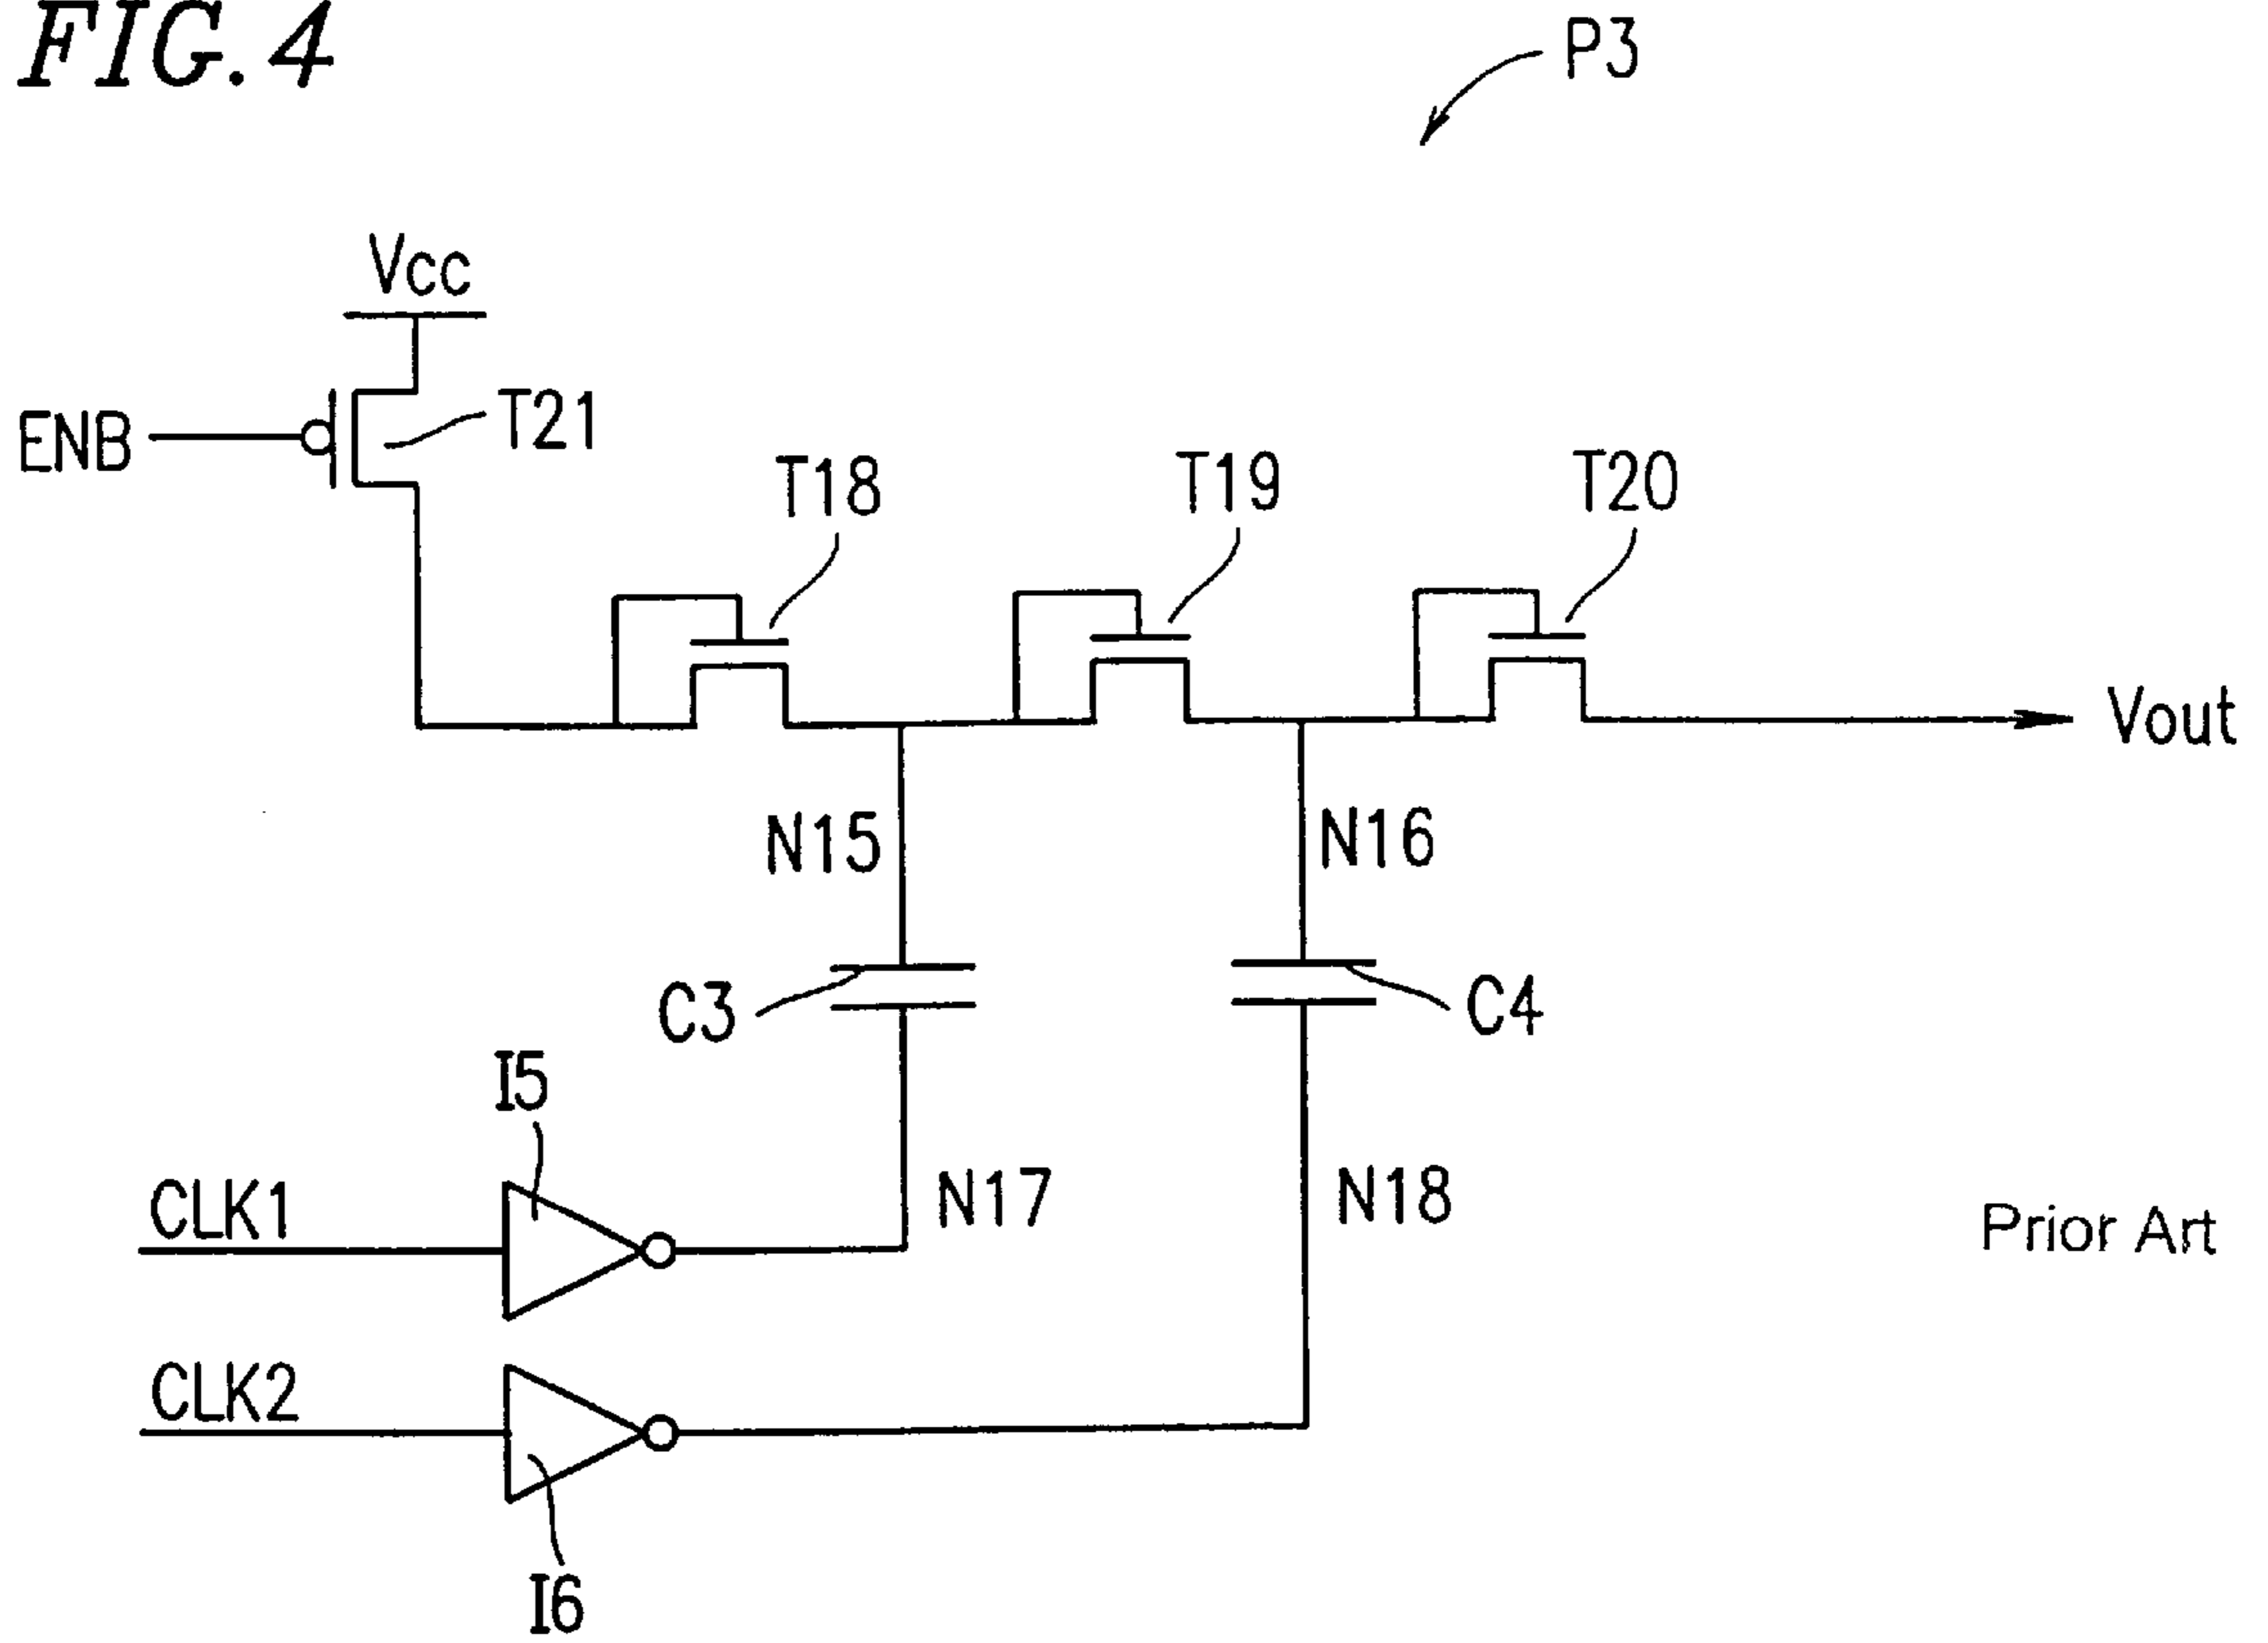 FIG. 4
P3
Vcc
ENB
T21
T18
T19
T20
Vout
N15
N16
C3
C4
I5
CLK1
N17
N18
Prior Art
CLK2
I6